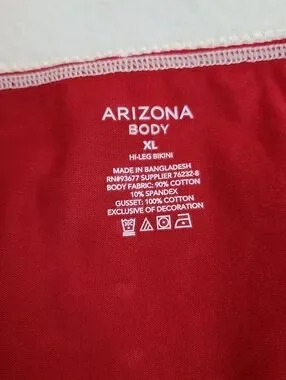 ARIZONA
BODY
XL
HI-LEG BIKINI
MADE IN BANGLADESH
RN#93677 SUPPLIER 76232-8
BODY FABRIC: 90% COTTON
10% SPANDEX
GUSSET: 100% COTTON
EXCLUSIVE OF DECORATION